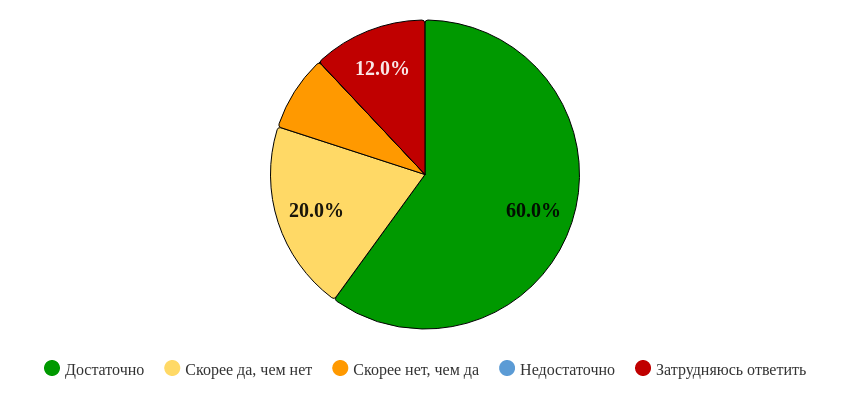 12.0%
20.0%
60.0%
Достаточно
Скорее да, чем нет
Скорее нет, чем да
Недостаточно
Затрудняюсь ответить